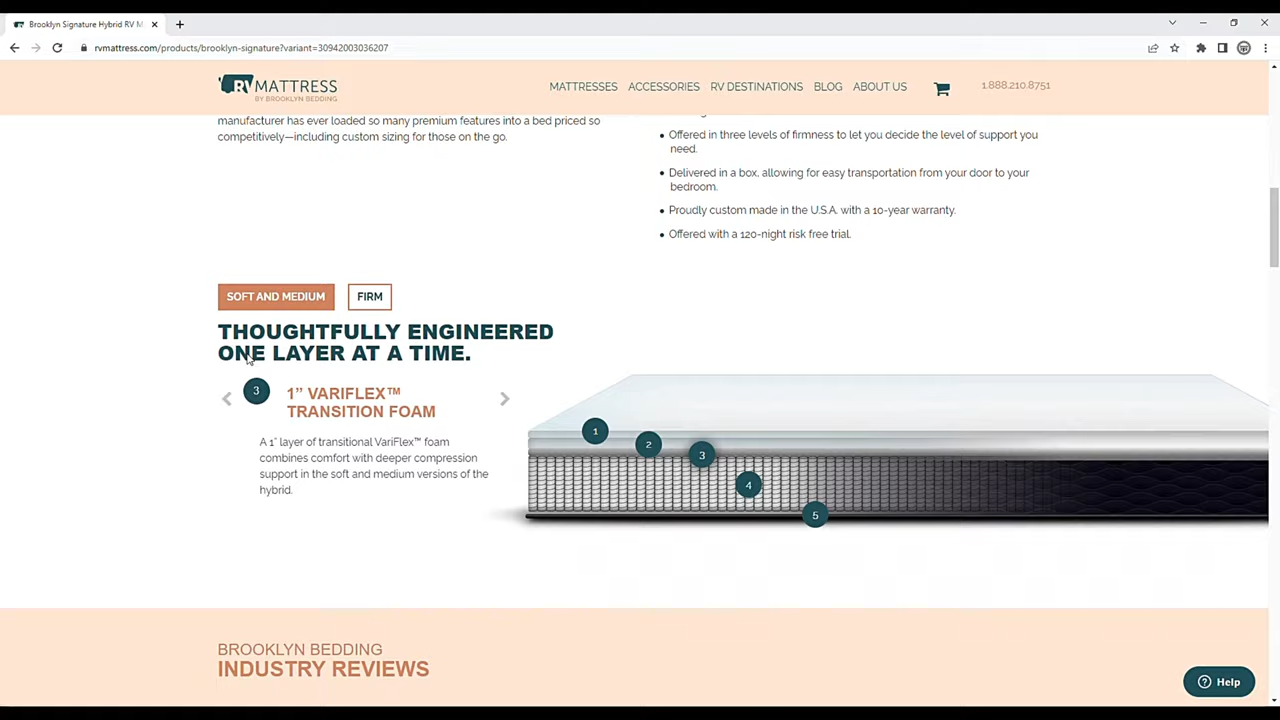 Brooklyn Signature Hybrid RV M
rvmattress.com/products/brooklyn-signature?variant=30942003036207
RVMATTRESS
BY BROOKLYN BEDDING
MATTRESSES ACCESSORIES RV DESTINATIONS BLOG ABOUT US
1.888.210.8751
manufacturer has ever loaded so many premium features into a bed priced so
competitively—including custom sizing for those on the go.
• Offered in three levels of firmness to let you decide the level of support you
need.
• Delivered in a box, allowing for easy transportation from your door to your
bedroom.
• Proudly custom made in the U.S.A. with a 10-year warranty.
• Offered with a 120-night risk free trial.
SOFT AND MEDIUM FIRM
THOUGHTFULLY ENGINEERED
ONE LAYER AT A TIME.
3 1” VARIFLEX™
TRANSITION FOAM
A 1” layer of transitional VariFlex™ foam
combines comfort with deeper compression
support in the soft and medium versions of the
hybrid.
1
2
3
4
5
BROOKLYN BEDDING
INDUSTRY REVIEWS
Help